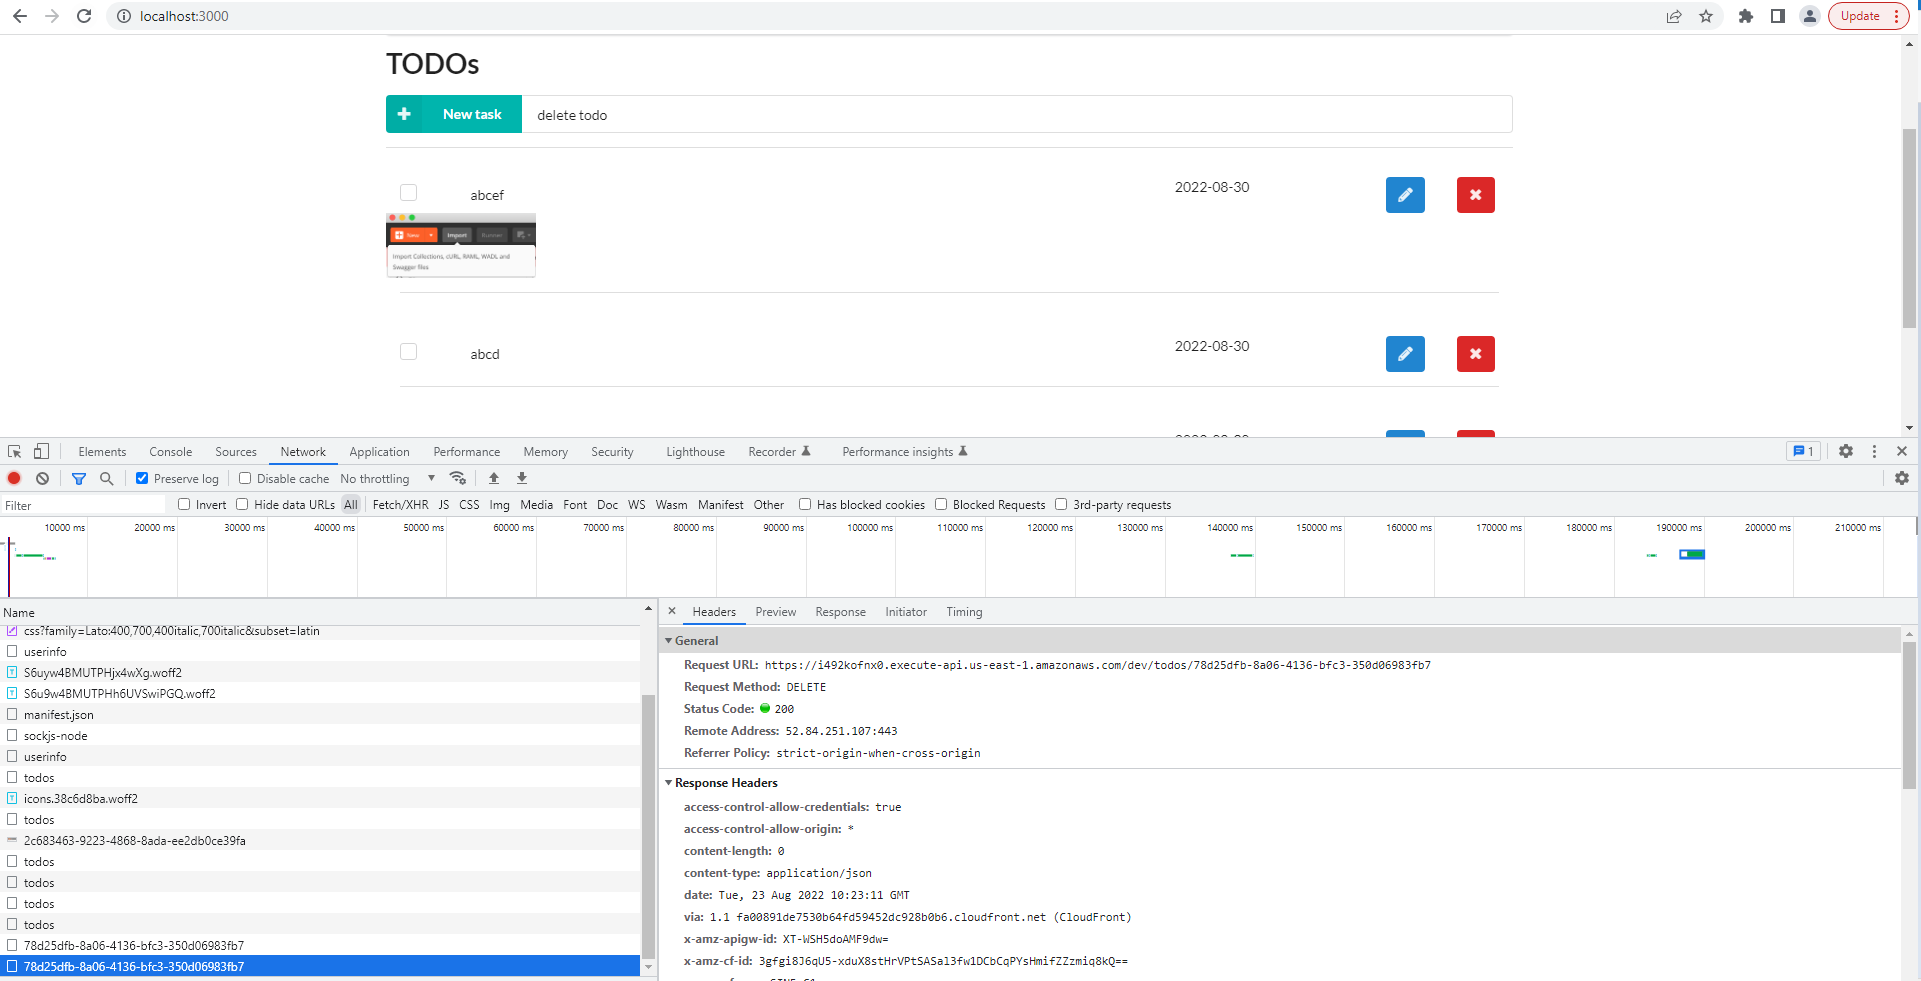 localhost:3000
Update
TODOs
New task
delete todo
abcef
2022-08-30
New
Import
Runner
Import Collections, cURL, RAML, WADL and
Swagger files
abcd
2022-08-30
Elements Console Sources Network Application Performance Memory Security Lighthouse Recorder Performance insights 1
Preserve log Disable cache No throttling
Filter Invert Hide data URLs All Fetch/XHR JS CSS Img Media Font Doc WS Wasm Manifest Other Has blocked cookies Blocked Requests 3rd-party requests
10000 ms 20000 ms 30000 ms 40000 ms 50000 ms 60000 ms 70000 ms 80000 ms 90000 ms 100000 ms 110000 ms 120000 ms 130000 ms 140000 ms 150000 ms 160000 ms 170000 ms 180000 ms 190000 ms 200000 ms 210000 ms
Name
css?family=Lato:400,700,400italic,700italic&subset=latin
userinfo
S6uyw4BMUTPHjx4wXg.woff2
S6u9w4BMUTPHh6UVSwiPGQ.woff2
manifest.json
sockjs-node
userinfo
todos
icons.38c6d8ba.woff2
todos
2c683463-9223-4868-8ada-ee2db0ce39fa
todos
todos
todos
todos
78d25dfb-8a06-4136-bfc3-350d06983fb7
78d25dfb-8a06-4136-bfc3-350d06983fb7
Headers Preview Response Initiator Timing
General
Request URL: https://i492kofnx0.execute-api.us-east-1.amazonaws.com/dev/todos/78d25dfb-8a06-4136-bfc3-350d06983fb7
Request Method: DELETE
Status Code: 200
Remote Address: 52.84.251.107:443
Referrer Policy: strict-origin-when-cross-origin
Response Headers
access-control-allow-credentials: true
access-control-allow-origin: *
content-length: 0
content-type: application/json
date: Tue, 23 Aug 2022 10:23:11 GMT
via: 1.1 fa00891de7530b64fd59452dc928b0b6.cloudfront.net (CloudFront)
x-amz-apigw-id: XT-WSH5doAMF9dw=
x-amz-cf-id: 3gfgi8J6qU5-xduX8stHrVPtSASal3fw1DCbCqPYsHmifZZzmiq8kQ==